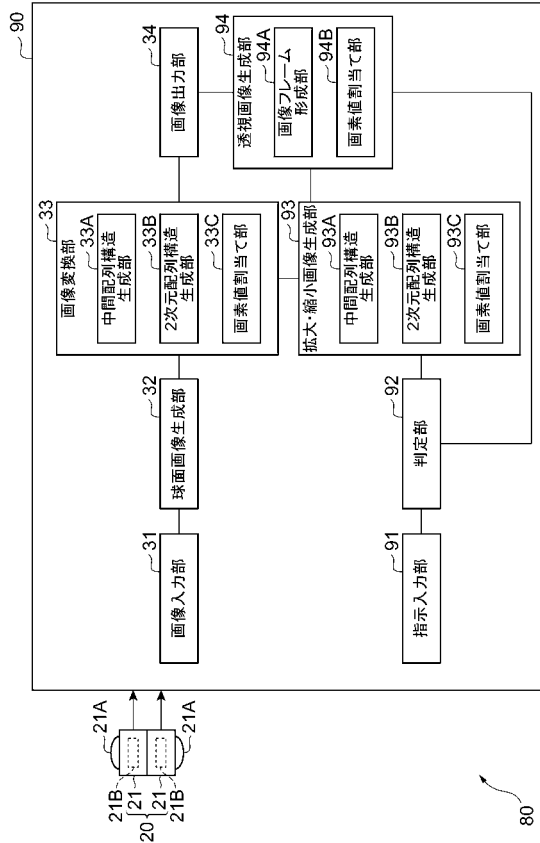 90
20
21B
21
21
21B
21A
21A
80
31
画像入力部
32
球面画像生成部
33
画像変換部
33A
中間配列構造
生成部
33B
2次元配列構造
生成部
33C
画素値割当て部
34
画像出力部
91
指示入力部
92
判定部
93
拡大・縮小画像生成部
93A
中間配列構造
生成部
93B
2次元配列構造
生成部
93C
画素値割当て部
94
透視画像生成部
94A
画像フレーム
形成部
94B
画素値割当て部